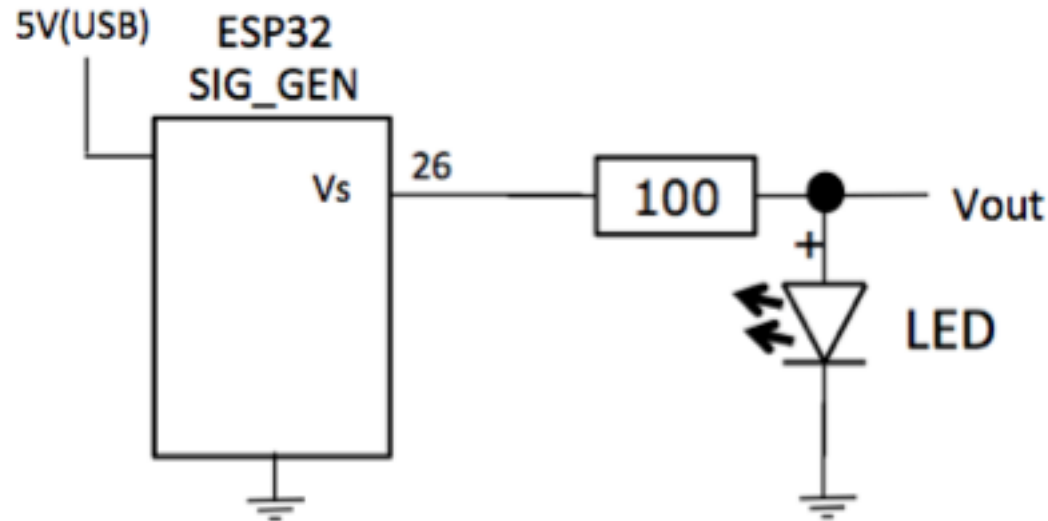 5V(USB)
ESP32
SIG_GEN
Vs
26
100
Vout
+
LED